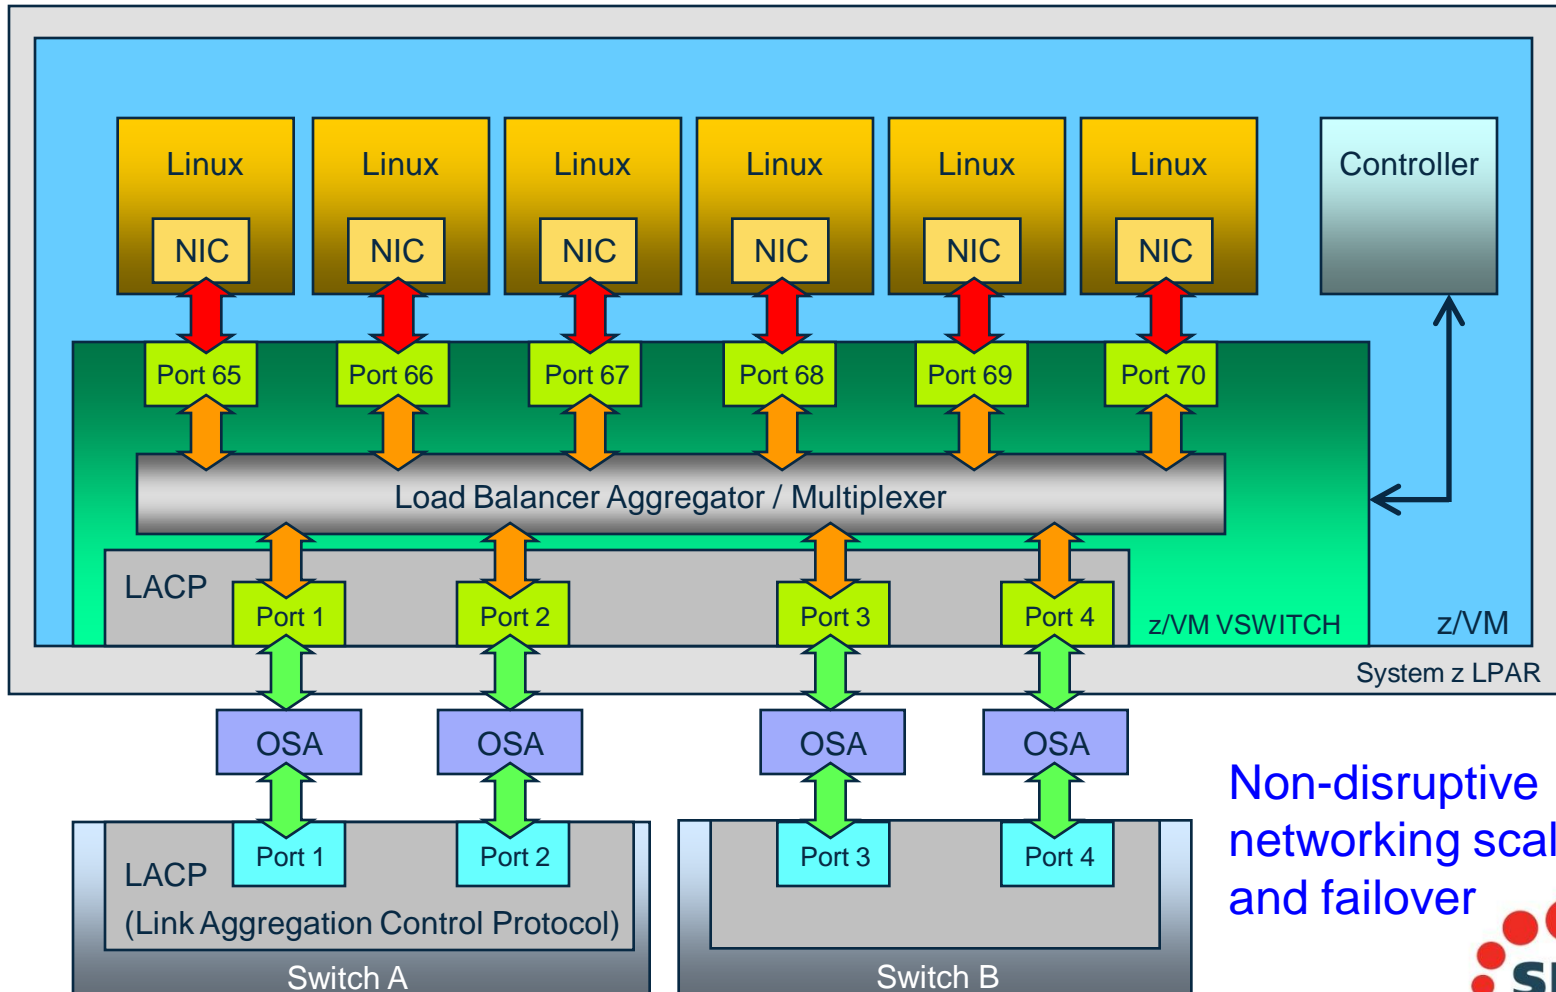 Linux Linux Linux Linux Linux Linux Controller
NIC NIC NIC NIC NIC NIC
Port 65 Port 66 Port 67 Port 68 Port 69 Port 70
Load Balancer Aggregator / Multiplexer
LACP
Port 1 Port 2 Port 3 Port 4 z/VM VSWITCH z/VM
System z LPAR
OSA OSA OSA OSA
Non-disruptive
networking scal
and failover
Port 1 Port 2 Port 3 Port 4
LACP
(Link Aggregation Control Protocol)
Switch A Switch B